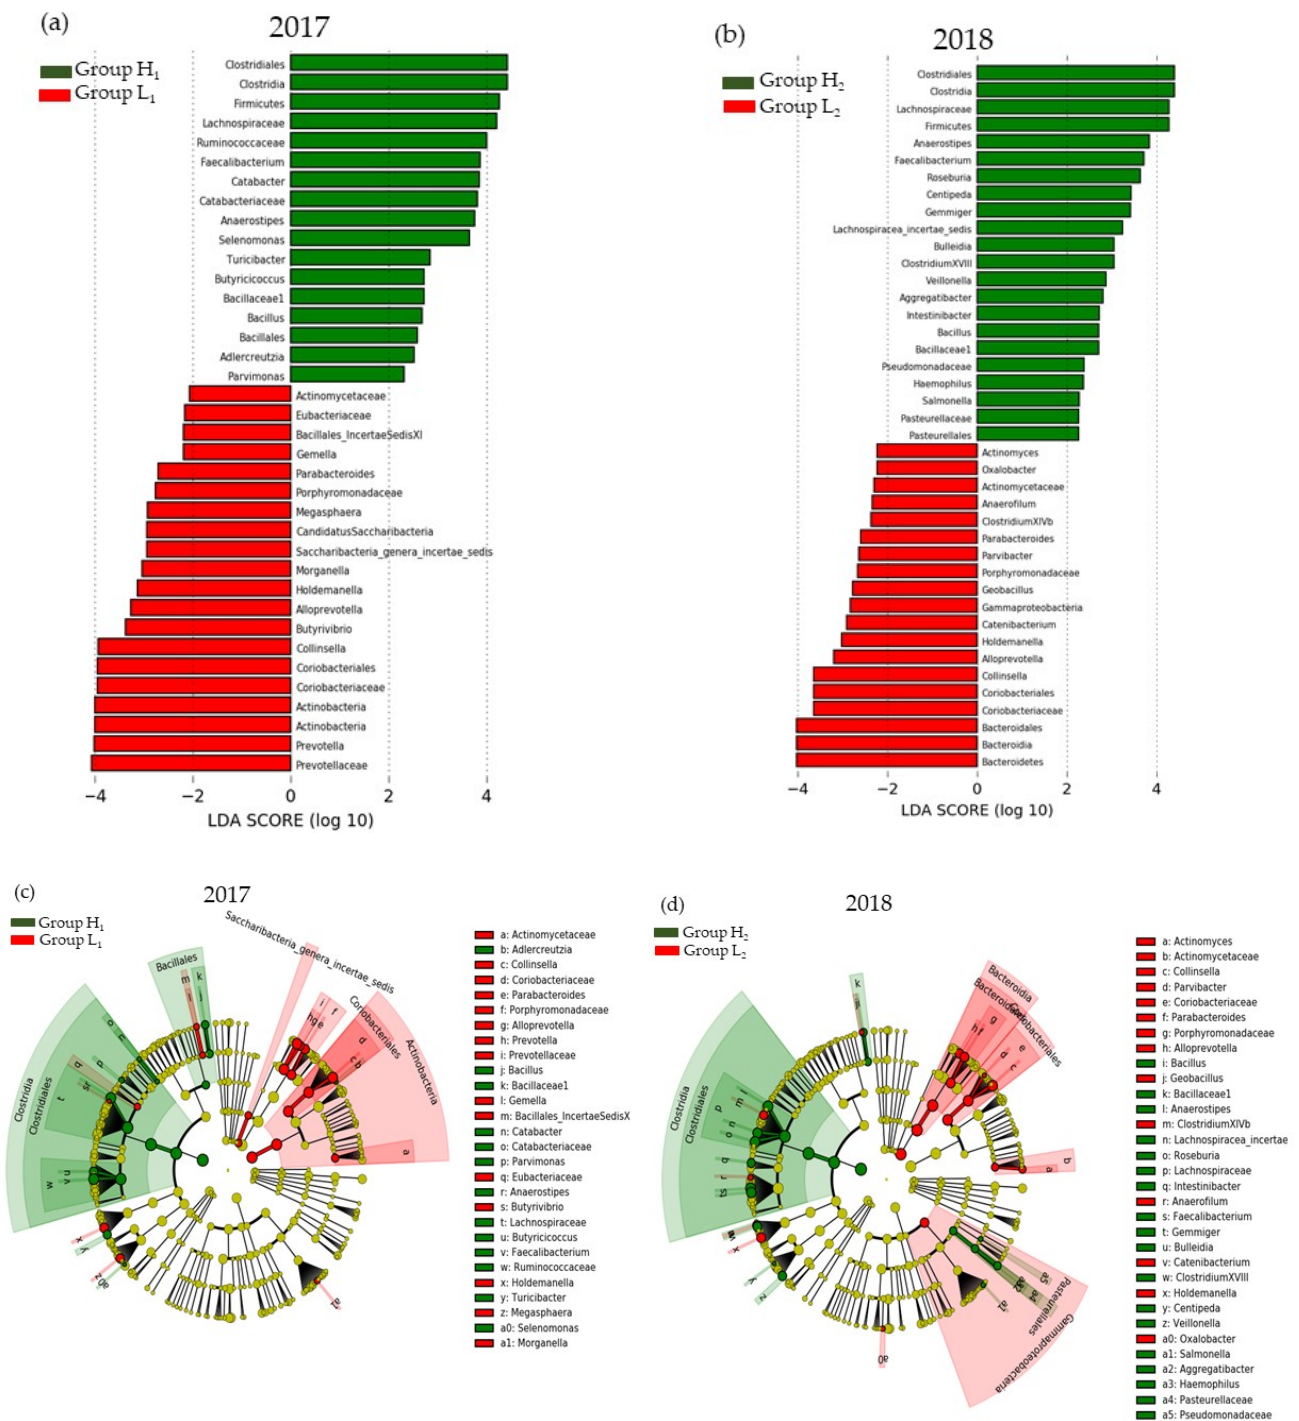 (a)
2017
Group H1
Group L1
Clostridiales
Clostridia
Firmicutes
Lachnospiraceae
Ruminococcaceae
Faecalibacterium
Catabacter
Catabacteriaceae
Anaerostipes
Selenomonas
Turicibacter
Butyricicoccus
Bacillaceae1
Bacillus
Bacillales
Adlercreutzia
Parvimonas
Actinomycetaceae
Eubacteriaceae
Bacillales_IncertaeSedisXI
Gemella
Parabacteroides
Porphyromonadaceae
Megasphaera
CandidatusSaccharibacteria
Saccharibacteria_genera_incertae_sedis
Morganella
Holdemanella
Alloprevotella
Butyrivibrio
Collinsella
Coriobacteriales
Coriobacteriaceae
Actinobacteria
Actinobacteria
Prevotella
Prevotellaceae
−4 −2 0 2 4
LDA SCORE (log 10)
(b)
2018
Group H2
Group L2
Clostridiales
Clostridia
Lachnospiraceae
Firmicutes
Anaerostipes
Faecalibacterium
Roseburia
Centipeda
Gemmiger
Lachnospiracea_incertae_sedis
Bulleidia
ClostridiumXVIII
Veillonella
Aggregatibacter
Intestinibacter
Bacillus
Bacillaceae1
Pseudomonadaceae
Haemophilus
Salmonella
Pasteurellaceae
Pasteurellales
Actinomyces
Oxalobacter
Actinomycetaceae
Anaerofilum
ClostridiumXIVb
Parabacteroides
Parvibacter
Porphyromonadaceae
Geobacillus
Gammaproteobacteria
Catenibacterium
Holdemanella
Alloprevotella
Collinsella
Coriobacteriales
Coriobacteriaceae
Bacteroidales
Bacteroidia
Bacteroidetes
−4 −2 0 2 4
LDA SCORE (log 10)
(c)
2017
Group H1
Group L1
Saccharibacteria_genera_incertae_sedis
Bacillales
Coriobacteriales
Actinobacteria
Clostridia
Clostridiales
a: Actinomycetaceae
b: Adlercreutzia
c: Collinsella
d: Coriobacteriaceae
e: Parabacteroides
f: Porphyromonadaceae
g: Alloprevotella
h: Prevotella
i: Prevotellaceae
j: Bacillus
k: Bacillaceae1
l: Gemella
m: Bacillales_IncertaeSedisX
n: Catabacter
o: Catabacteriaceae
p: Parvimonas
q: Eubacteriaceae
r: Anaerostipes
s: Butyrivibrio
t: Lachnospiraceae
u: Butyricicoccus
v: Faecalibacterium
w: Ruminococcaceae
x: Holdemanella
y: Turicibacter
z: Megasphaera
a0: Selenomonas
a1: Morganella
(d)
2018
Group H2
Group L2
Bacteroidia
Coriobacteriales
Clostridia
Clostridiales
Pasteurellales
Gammaproteobacteria
a: Actinomyces
b: Actinomycetaceae
c: Collinsella
d: Parvibacter
e: Coriobacteriaceae
f: Parabacteroides
g: Porphyromonadaceae
h: Alloprevotella
i: Bacillus
j: Geobacillus
k: Bacillaceae1
l: Anaerostipes
m: ClostridiumXIVb
n: Lachnospiracea_incertae
o: Roseburia
p: Lachnospiraceae
q: Intestinibacter
r: Anaerofilum
s: Faecalibacterium
t: Gemmiger
u: Bulleidia
v: Catenibacterium
w: ClostridiumXVIII
x: Holdemanella
y: Centipeda
z: Veillonella
a0: Oxalobacter
a1: Salmonella
a2: Aggregatibacter
a3: Haemophilus
a4: Pasteurellaceae
a5: Pseudomonadaceae